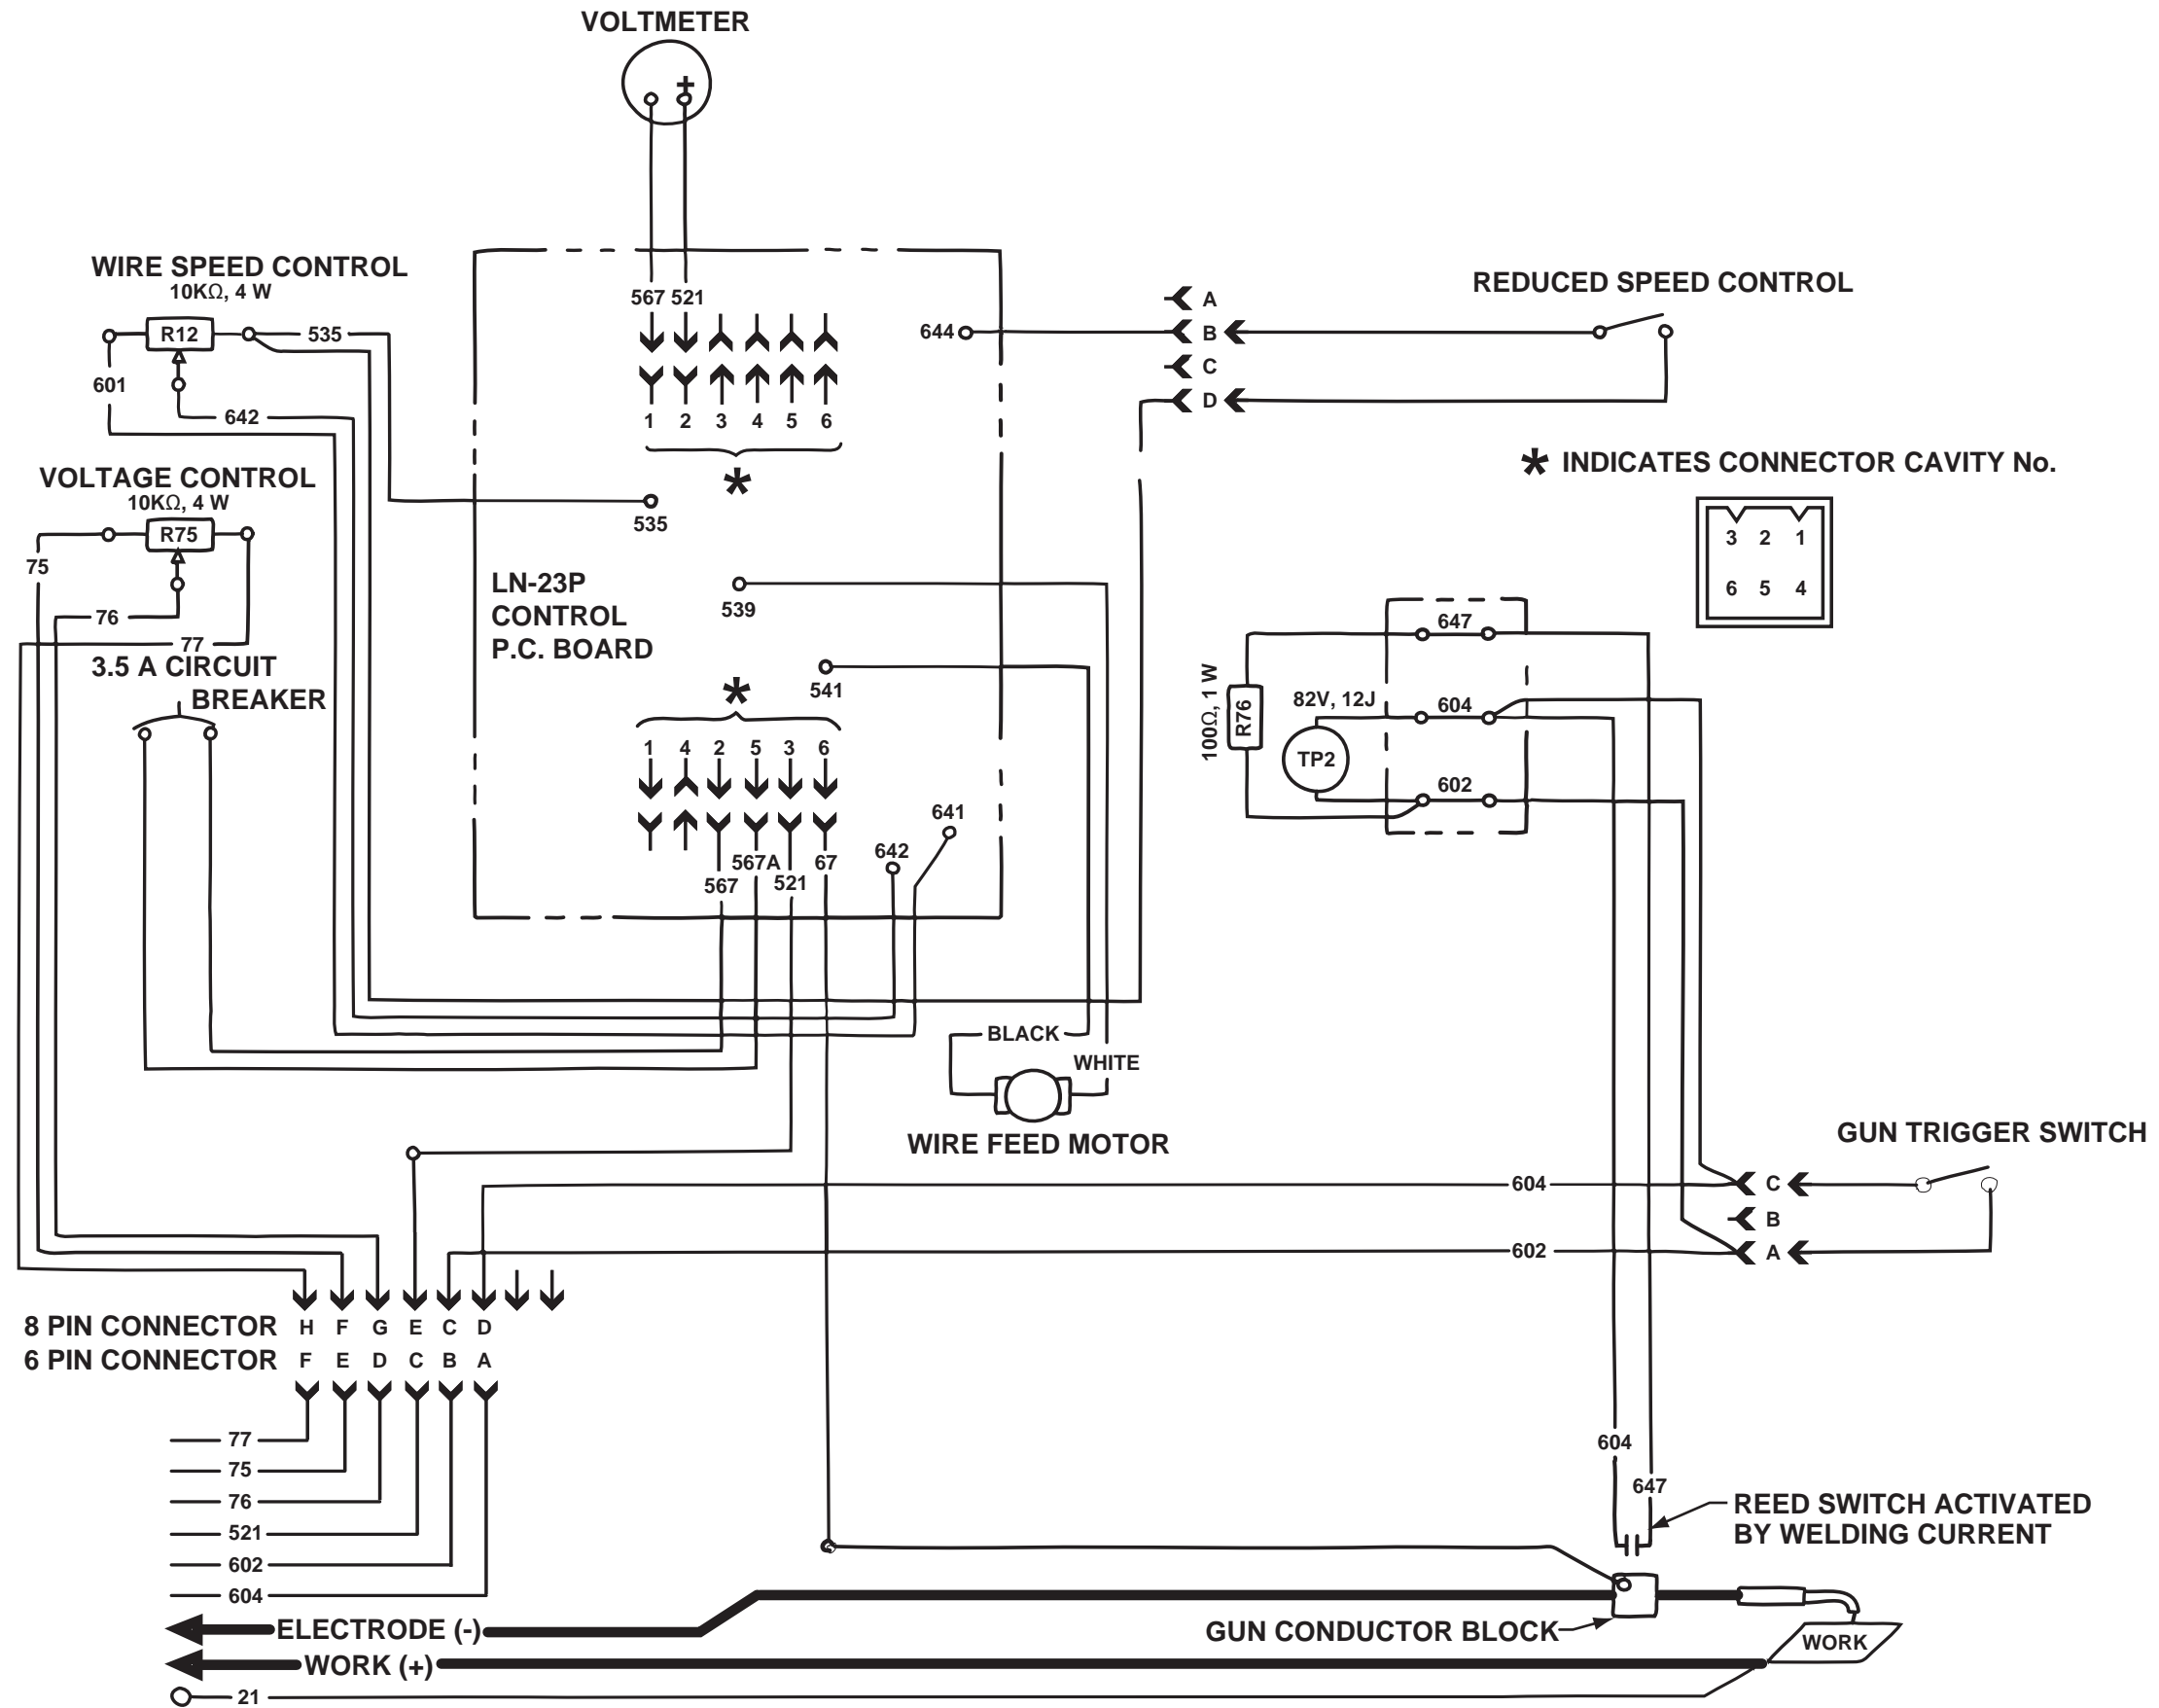 VOLTMETER
+
567 521
1 2 3 4 5 6
*
WIRE SPEED CONTROL
10KΩ, 4 W
R12
535
601
642
VOLTAGE CONTROL
10KΩ, 4 W
R75
75
76
77
3.5 A CIRCUIT
BREAKER
535
644
LN-23P
CONTROL
P.C. BOARD
539
541
*
1 4 2 5 3 6
567A 67
567 521
642
641
A
B
C
D
REDUCED SPEED CONTROL
* INDICATES CONNECTOR CAVITY No.
3 2 1
6 5 4
647
604
602
82V, 12J
TP2
R76
100Ω, 1 W
BLACK
WHITE
WIRE FEED MOTOR
GUN TRIGGER SWITCH
604
C
B
602
A
8 PIN CONNECTOR H F G E C D
6 PIN CONNECTOR F E D C B A
77
75
76
521
602
604
604
647
REED SWITCH ACTIVATED
BY WELDING CURRENT
ELECTRODE (-)
GUN CONDUCTOR BLOCK
WORK
WORK (+)
21